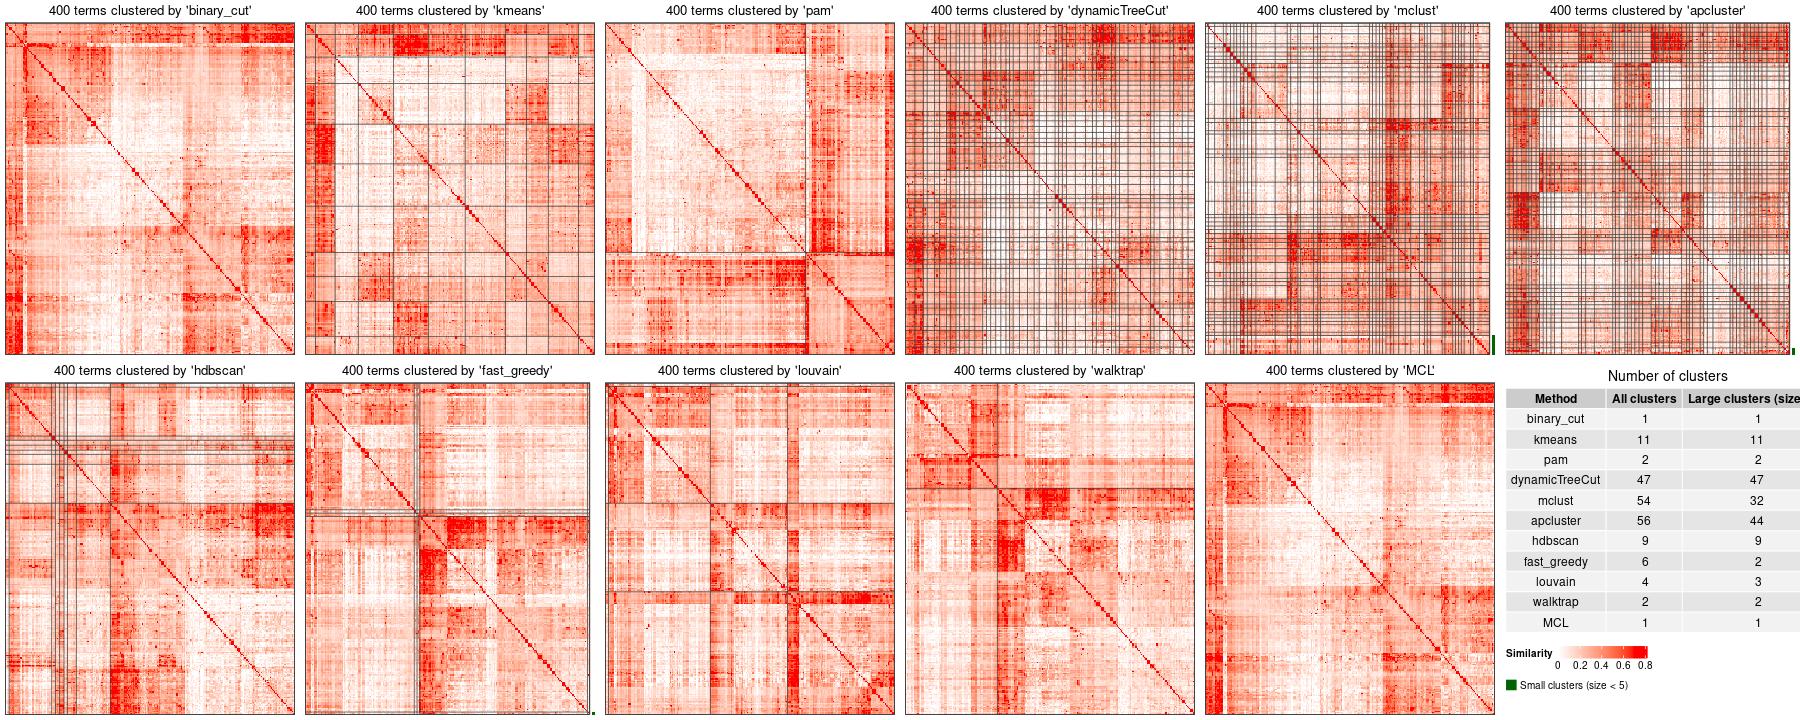 400 terms clustered by 'binary_cut'
400 terms clustered by 'kmeans'
400 terms clustered by 'pam'
400 terms clustered by 'dynamicTreeCut'
400 terms clustered by 'mclust'
400 terms clustered by 'apcluster'
400 terms clustered by 'hdbscan'
400 terms clustered by 'fast_greedy'
400 terms clustered by 'louvain'
400 terms clustered by 'walktrap'
400 terms clustered by 'MCL'
Number of clusters
Method All clusters Large clusters (size
binary_cut 1 1
kmeans 11 11
pam 2 2
dynamicTreeCut 47 47
mclust 54 32
apcluster 56 44
hdbscan 9 9
fast_greedy 6 2
louvain 4 3
walktrap 2 2
MCL 1 1
Similarity
0 0.2 0.4 0.6 0.8
Small clusters (size < 5)